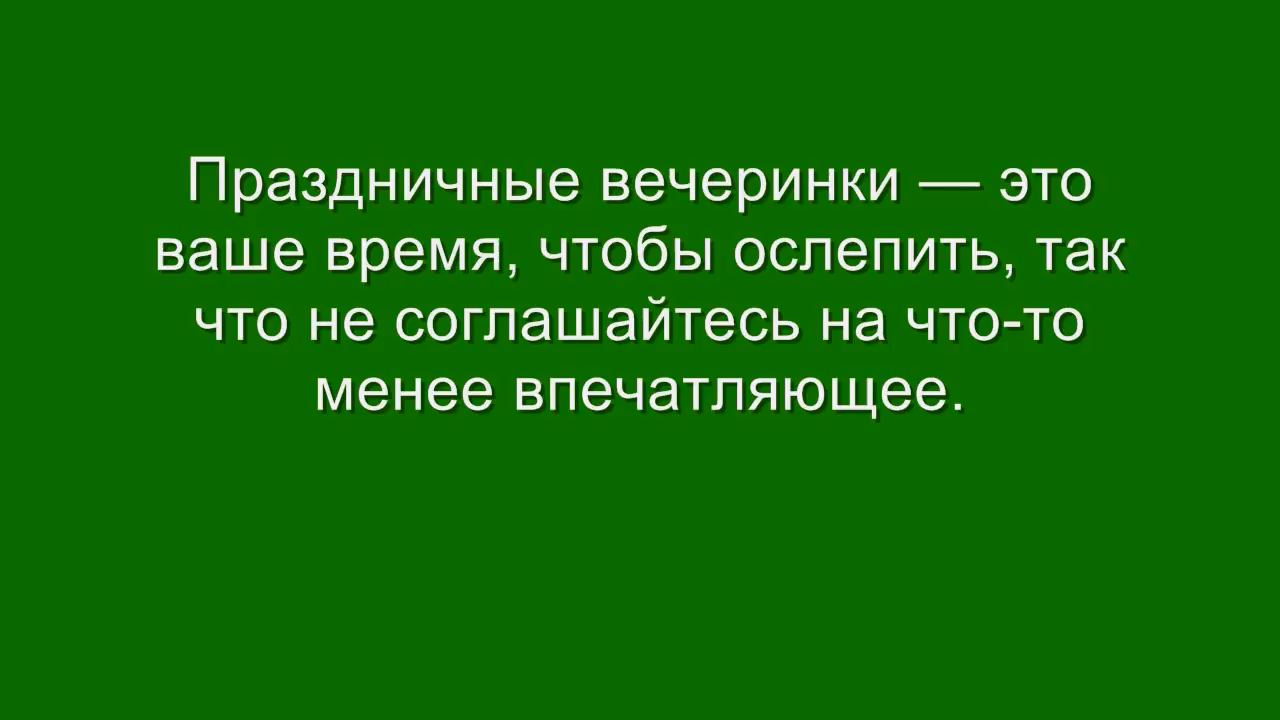 Праздничные вечеринки — это
ваше время, чтобы ослепить, так
что не соглашайтесь на что-то
менее впечатляющее.